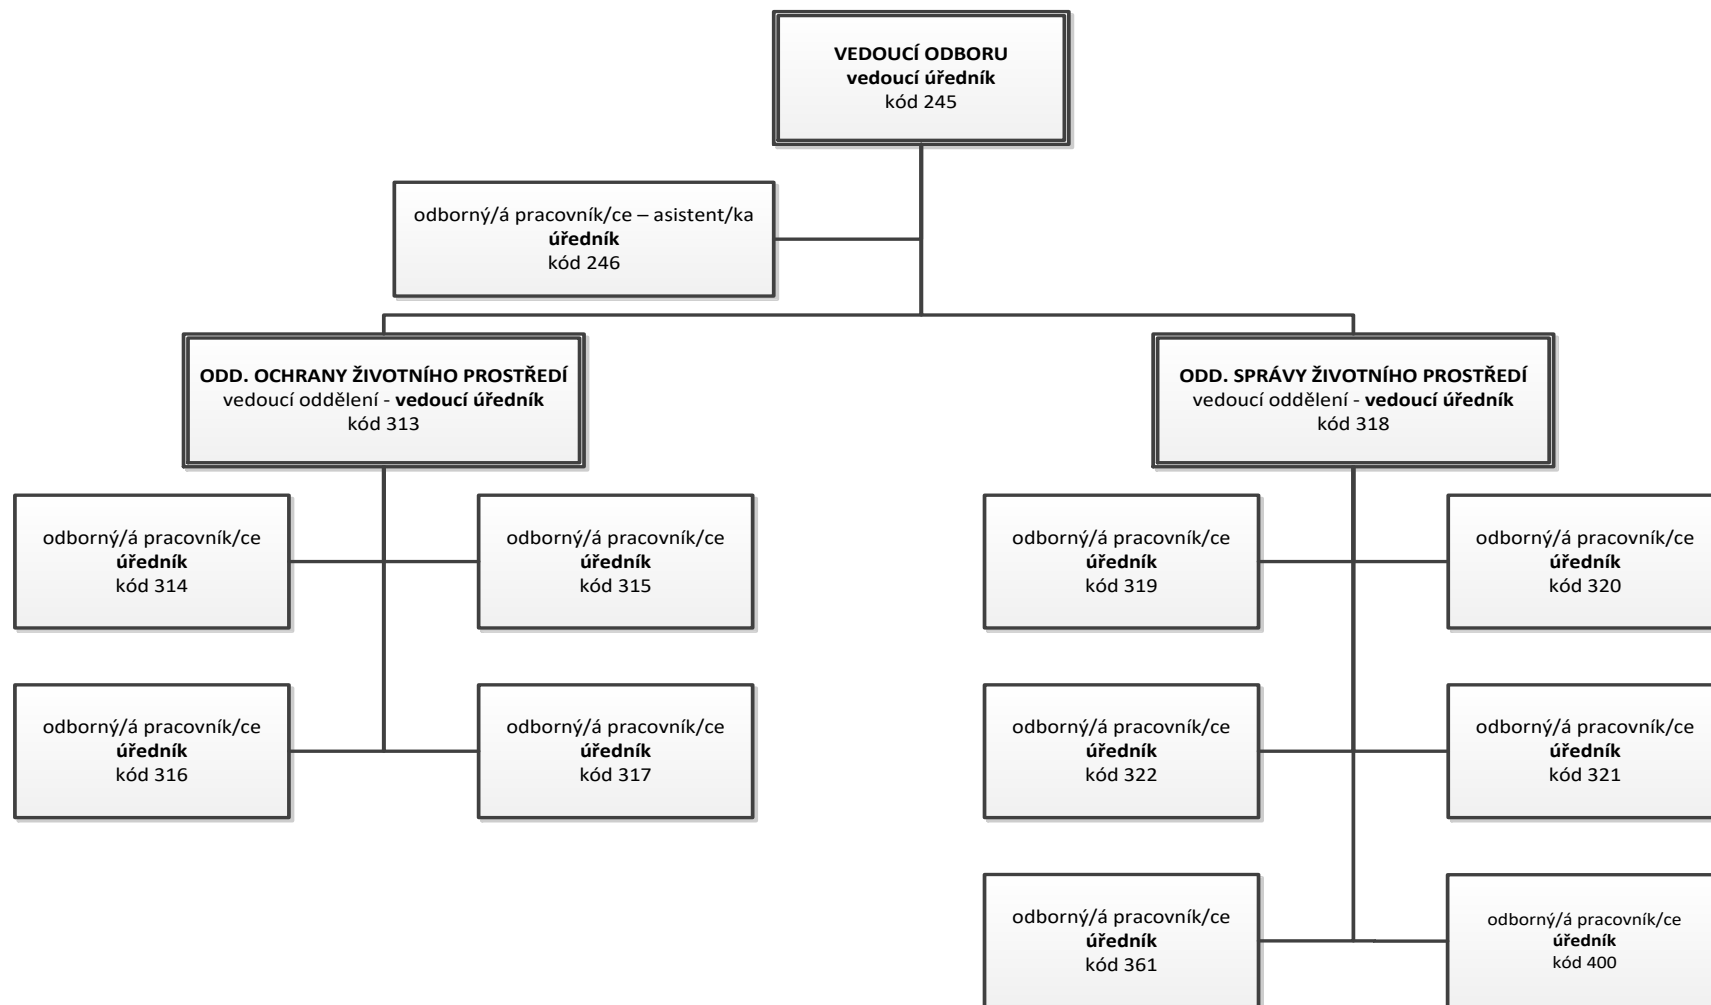 VEDOUCÍ ODBORU
vedoucí úředník
kód 245
odborný/á pracovník/ce – asistent/ka
úředník
kód 246
ODD. OCHRANY ŽIVOTNÍHO PROSTŘEDÍ
vedoucí oddělení - vedoucí úředník
kód 313
ODD. SPRÁVY ŽIVOTNÍHO PROSTŘEDÍ
vedoucí oddělení - vedoucí úředník
kód 318
odborný/á pracovník/ce
úředník
kód 314
odborný/á pracovník/ce
úředník
kód 315
odborný/á pracovník/ce
úředník
kód 319
odborný/á pracovník/ce
úředník
kód 320
odborný/á pracovník/ce
úředník
kód 316
odborný/á pracovník/ce
úředník
kód 317
odborný/á pracovník/ce
úředník
kód 322
odborný/á pracovník/ce
úředník
kód 321
odborný/á pracovník/ce
úředník
kód 361
odborný/á pracovník/ce
úředník
kód 400